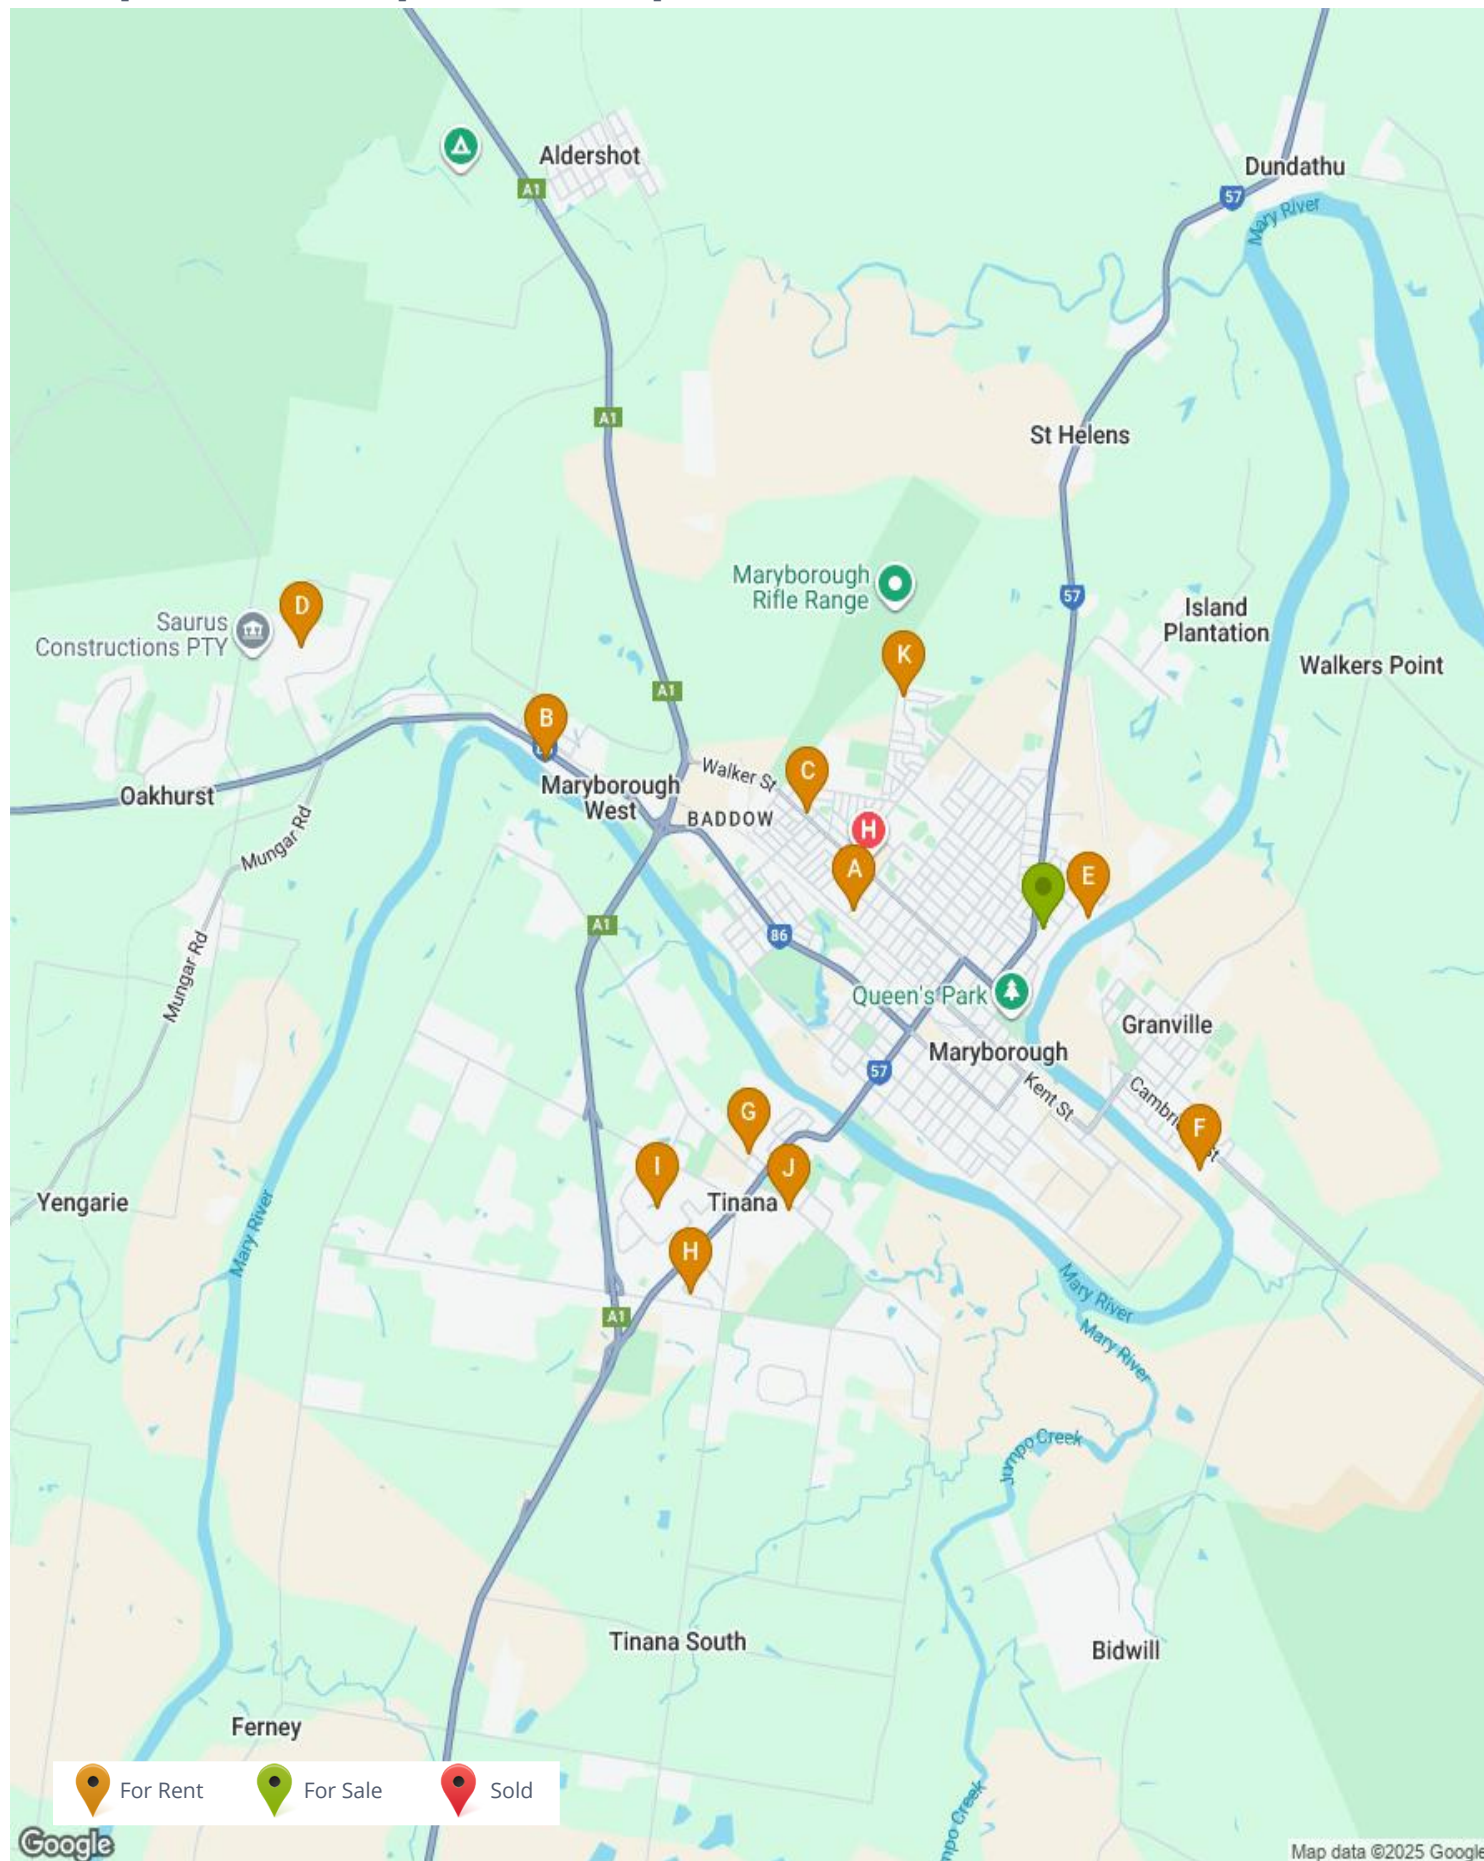 Aldershot
A1
Dundathu
57
Mary River
A1
St Helens
Maryborough
Rifle Range
57
Island
Plantation
D
Saurus
Constructions PTY
K
Walkers Point
A1
B
Walker St
C
Maryborough
West
Oakhurst
BADDOW
H
Mungar Rd
A
E
A1
86
Mungar Rd
Queen's Park
Granville
Maryborough
57
Kent St
G
F
I
J
Yengarie
Tinana
Mary River
H
Mary River
A1
Mary River
Jumpo Creek
Tinana South
Bidwill
Ferney
For Rent
For Sale
Sold
Google
Map data ©2025 Google